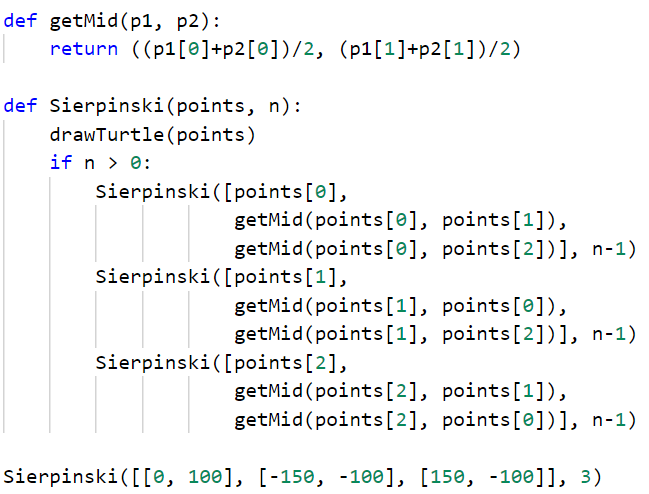 def getMid(p1, p2):
    return ((p1[0]+p2[0])/2, (p1[1]+p2[1])/2)

def Sierpinski(points, n):
    drawTurtle(points)
    if n > 0:
        Sierpinski([points[0],
                    getMid(points[0], points[1]),
                    getMid(points[0], points[2])], n-1)
        Sierpinski([points[1],
                    getMid(points[1], points[0]),
                    getMid(points[1], points[2])], n-1)
        Sierpinski([points[2],
                    getMid(points[2], points[1]),
                    getMid(points[2], points[0])], n-1)

Sierpinski([[0, 100], [-150, -100], [150, -100]], 3)